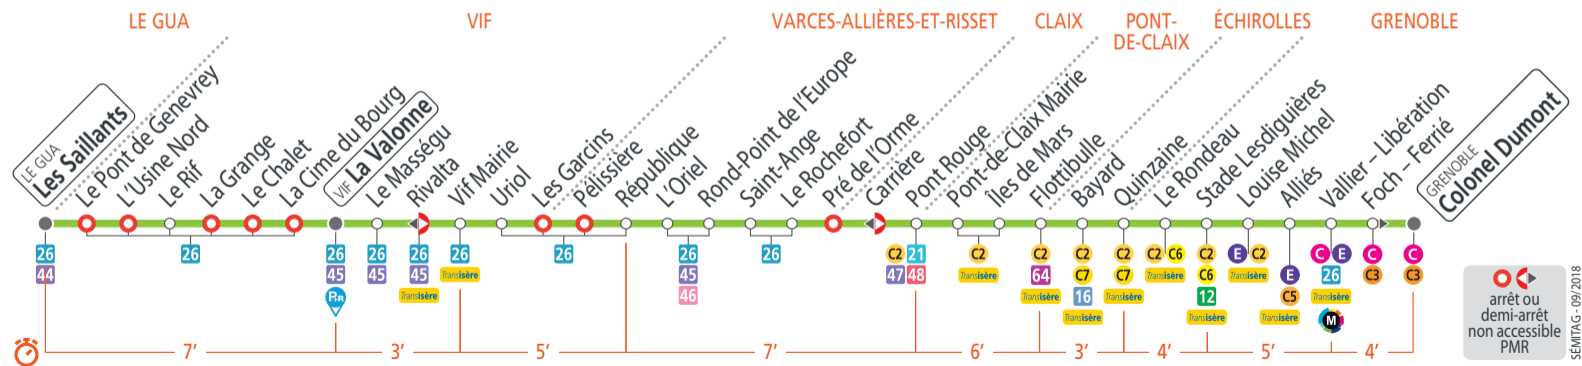 LE GUA
VIF
VARCES-ALLIÈRES-ET-RISSET
CLAIX
PONT-
DE-CLAIX
ÉCHIROLLES
GRENOBLE
LE GUA
Les Saillants
Le Pont de Genevrey
L'Usine Nord
Le Rif
La Grange
Le Chalet
La Cime du Bourg
VIF La Valonne
Le Masségu
Rivalta
Vif Mairie
Uriol
Les Garcins
Pélissière
République
L'Oriel
Rond-Point de l'Europe
Saint-Ange
Le Rochefort
Pré de l'Orme
Carrière
Pont Rouge
Pont-de-Claix Mairie
Îles de Mars
Flottibulle
Bayard
Quinzaine
Le Rondeau
Stade Lesdiguières
Louise Michel
Alliés
Vallier – Libération
Foch – Ferrié
GRENOBLE
Colonel Dumont
26 26 26 26 26 26 26 26 26 C2 21 C2 C2 C2 C2 C2 C6 C2 E C2 C E C C
44 45 45 45 Transisère 45 47 48 Transisère 64 C7 C7 Transisère C6 Transisère E 26 C3 C3
P+R Transisère 46 Transisère 16 Transisère 12 C5 Transisère
Transisère Transisère Transisère M
7' 3' 5' 7' 6' 3' 4' 5' 4'
arrêt ou
demi-arrêt
non accessible
PMR
SÉMITAG - 09/2018